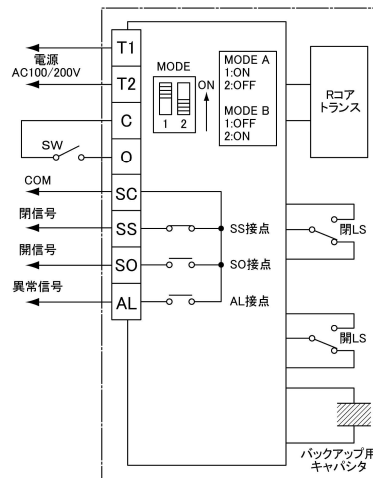 T1
電源
AC100/200V
T2
C
SW
O
COM
SC
閉信号
SS
開信号
SO
異常信号
AL
MODE
ON
1 2
MODE A
1:ON
2:OFF
MODE B
1:OFF
2:ON
Rコア
トランス
SS接点
SO接点
AL接点
閉LS
開LS
バックアップ用
キャパシタ